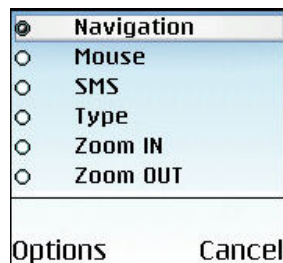 Navigation
Mouse
SMS
Type
Zoom IN
Zoom OUT
Options Cancel